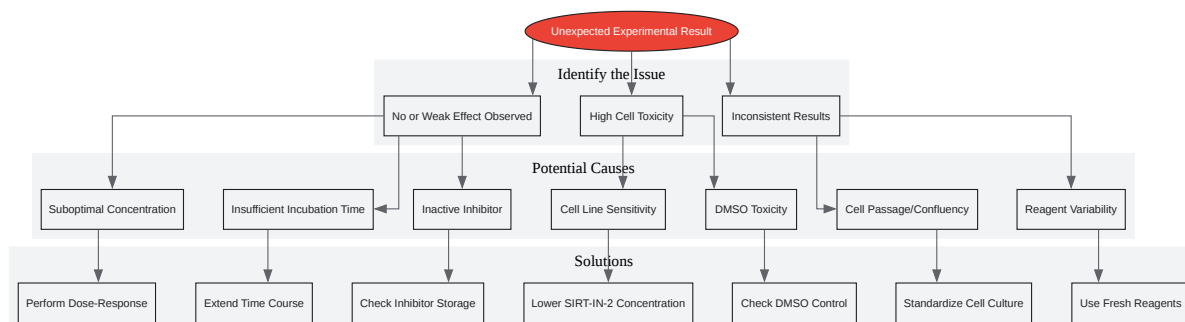 Unexpected Experimental Result
Identify the Issue
No or Weak Effect Observed
High Cell Toxicity
Inconsistent Results
Potential Causes
Suboptimal Concentration
Insufficient Incubation Time
Inactive Inhibitor
Cell Line Sensitivity
DMSO Toxicity
Cell Passage/Confluency
Reagent Variability
Solutions
Perform Dose-Response
Extend Time Course
Check Inhibitor Storage
Lower SIRT-IN-2 Concentration
Check DMSO Control
Standardize Cell Culture
Use Fresh Reagents